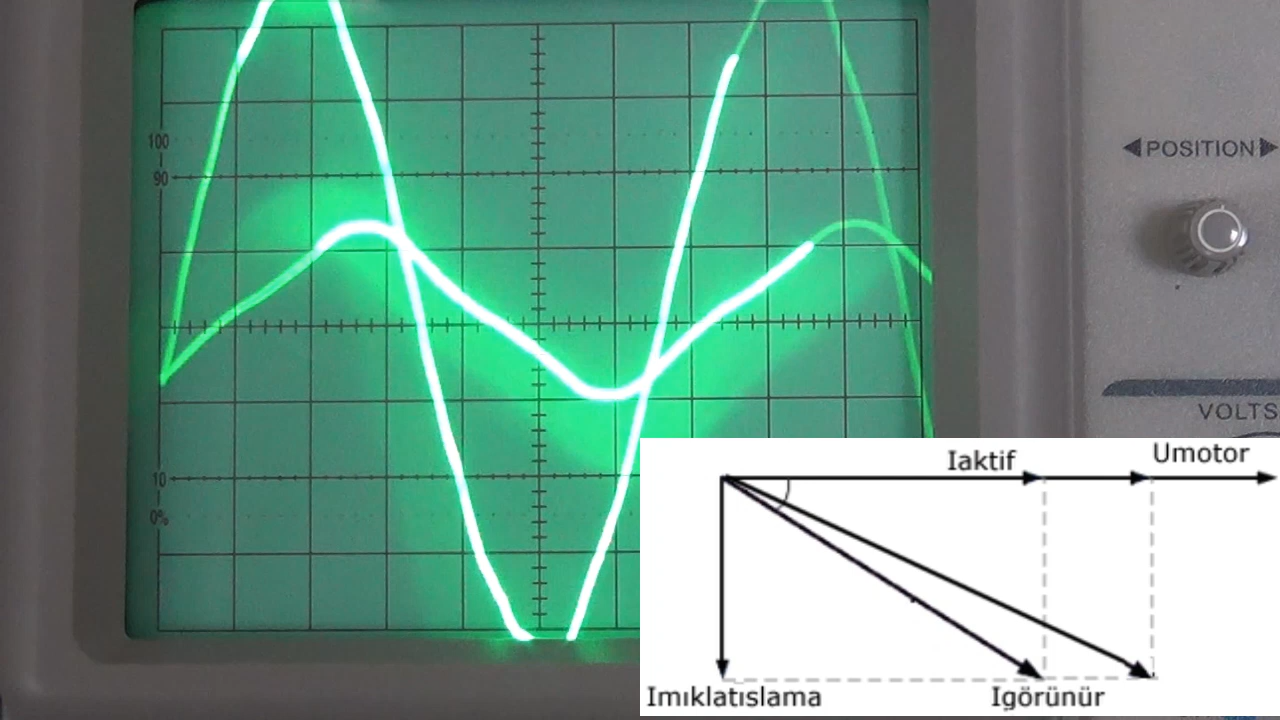 100
90
10
0%
◀POSITION▶
VOLTS
Iaktif
Umotor
Imıklatıslama
Igörünür